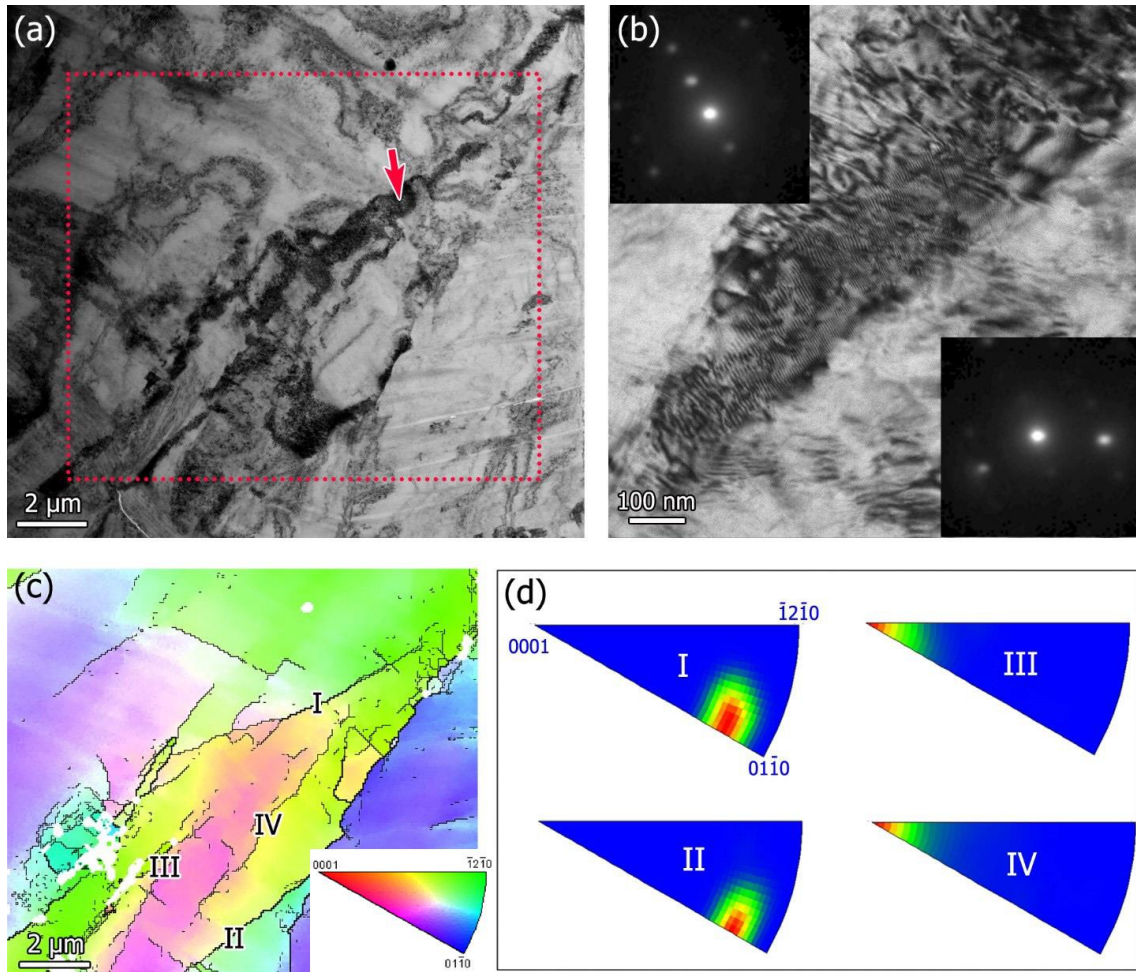 (a)
2 μm
(b)
100 nm
(c)
I
IV
III
II
2 μm
0001
1̅21̅0
011̅0
(d)
0001
1̅21̅0
I
011̅0
III
II
IV